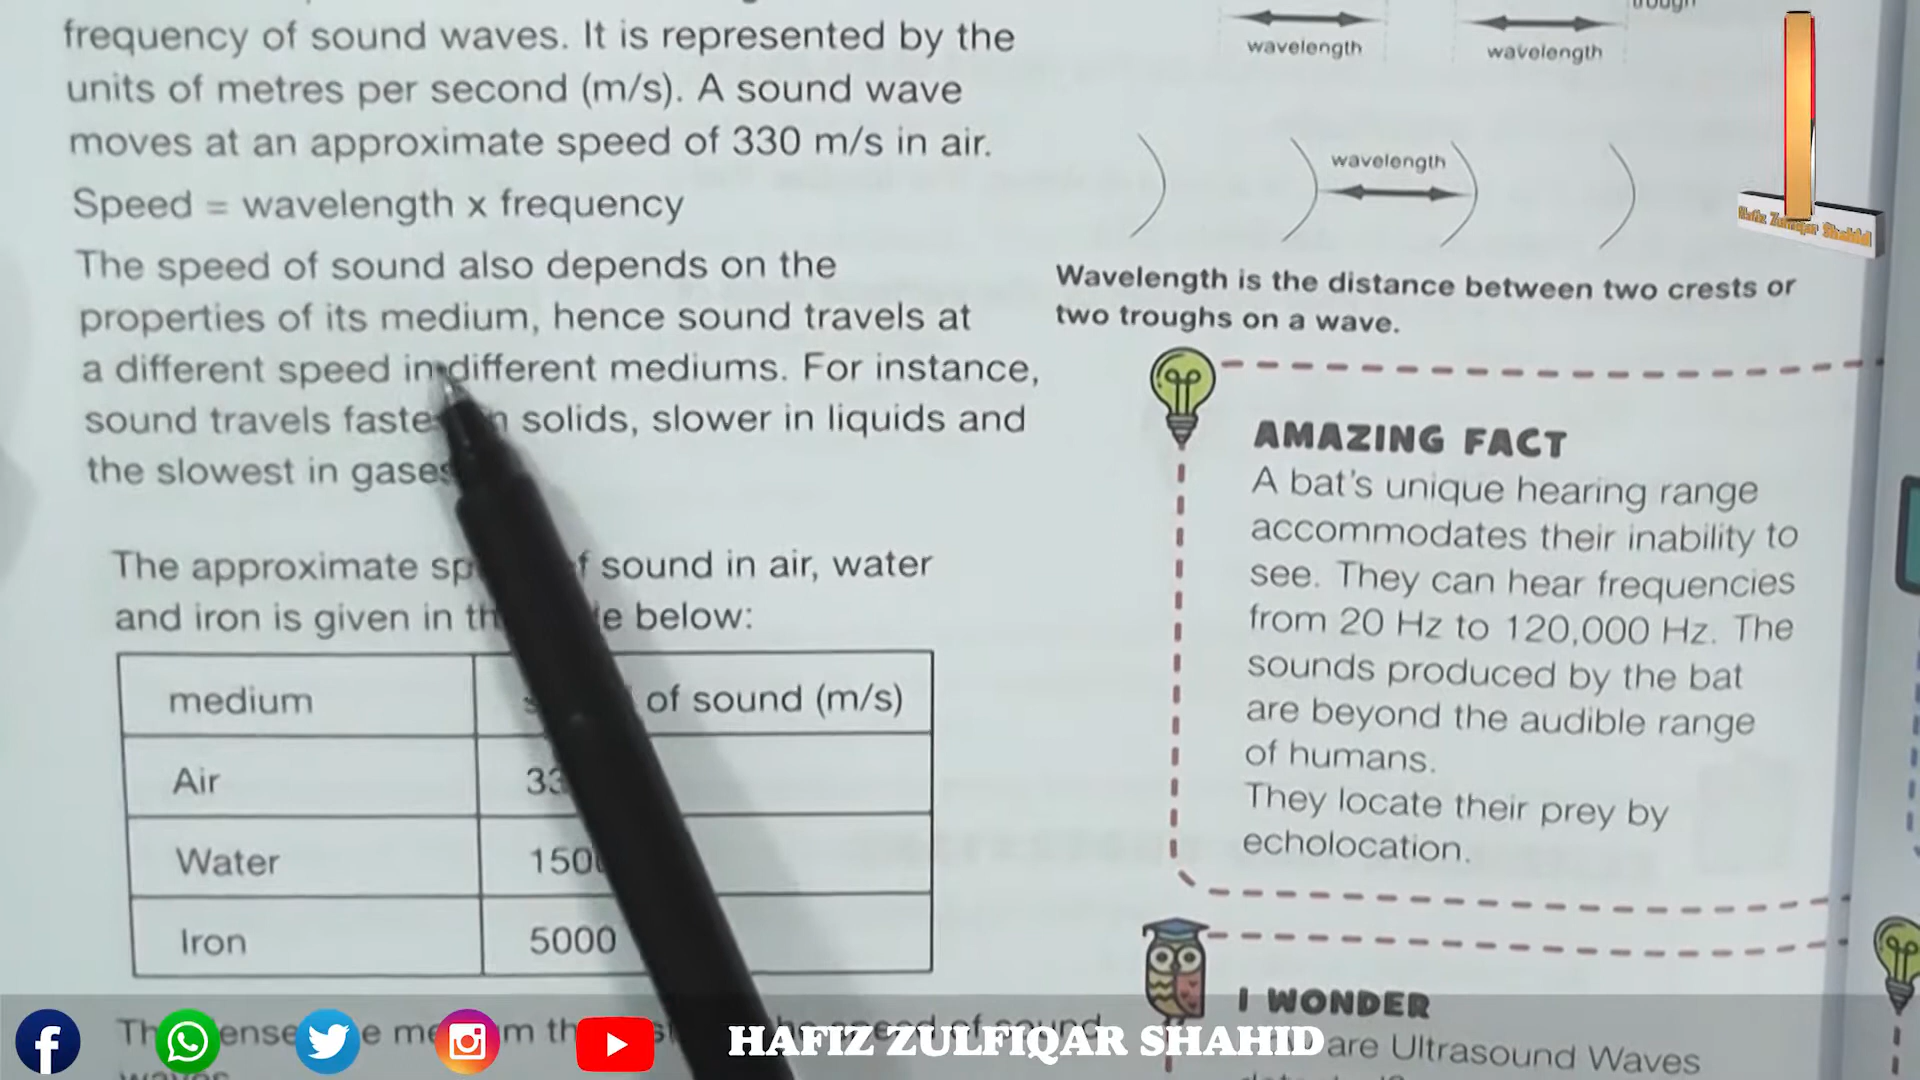 frequency of sound waves. It is represented by the
units of metres per second (m/s). A sound wave
moves at an approximate speed of 330 m/s in air.
Speed = wavelength x frequency
The speed of sound also depends on the
properties of its medium, hence sound travels at
a different speed in different mediums. For instance,
sound travels solids, slower in liquids and
the slowest in gases
The approximate of sound in air, water
and iron is given in below:
medium of sound (m/s)
Air
Water
Iron 5000
wavelength wavelength
wavelength
Hafiz Zulfiqar Shahid
Wavelength is the distance between two crests or
two troughs on a wave.
AMAZING FACT
A bat's unique hearing range
accommodates their inability to
see. They can hear frequencies
from 20 Hz to 120,000 Hz. The
sounds produced by the bat
are beyond the audible range
of humans.
They locate their prey by
echolocation.
I WONDER
are Ultrasound Waves
HAFIZ ZULFIQAR SHAHID